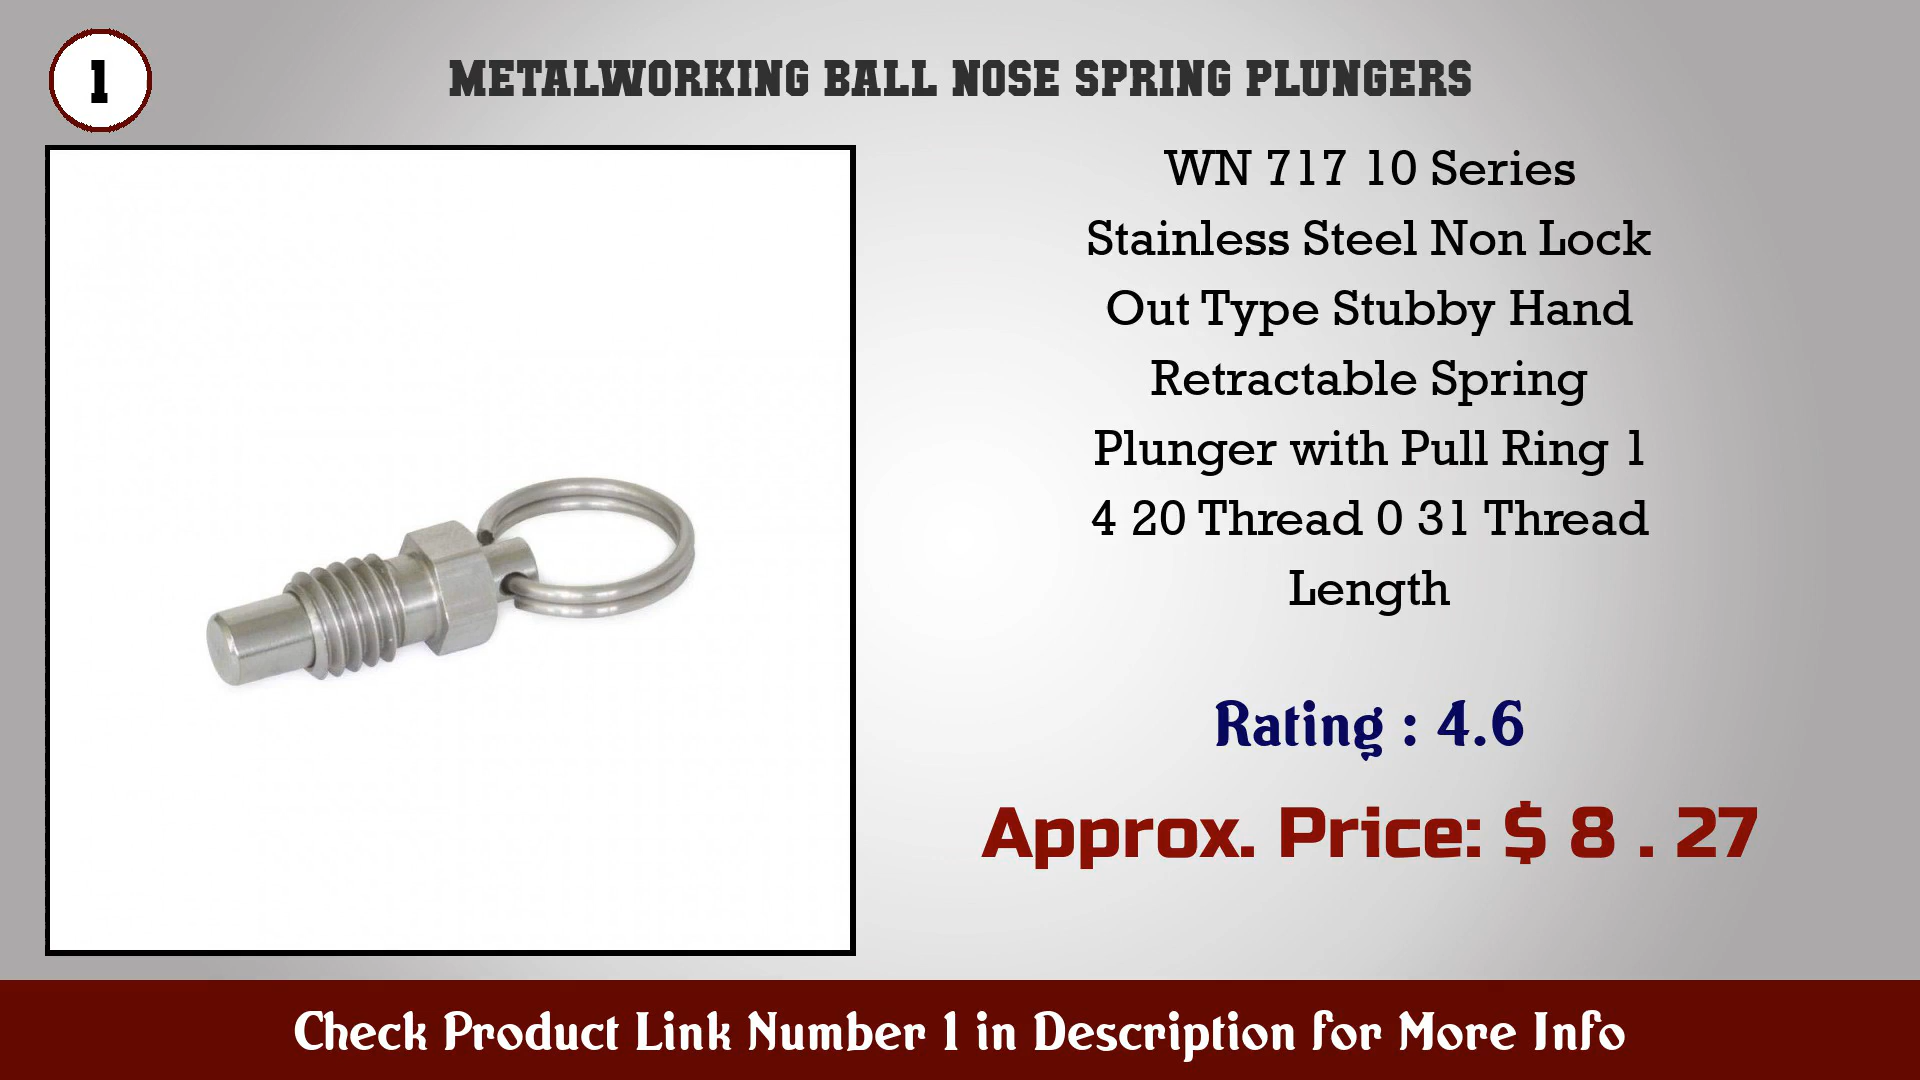 1
METALWORKING BALL NOSE SPRING PLUNGERS
WN 717 10 Series
Stainless Steel Non Lock
Out Type Stubby Hand
Retractable Spring
Plunger with Pull Ring 1
4 20 Thread 0 31 Thread
Length
Rating : 4.6
Approx. Price: $ 8 . 27
Check Product Link Number 1 in Description for More Info